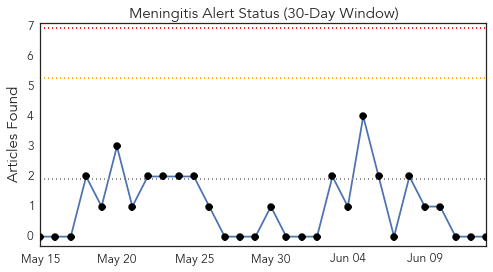 Meningitis Alert Status (30-Day Window)
Articles Found
7
6
5
4
3
2
1
0
May 15 May 20 May 25 May 30 Jun 04 Jun 09